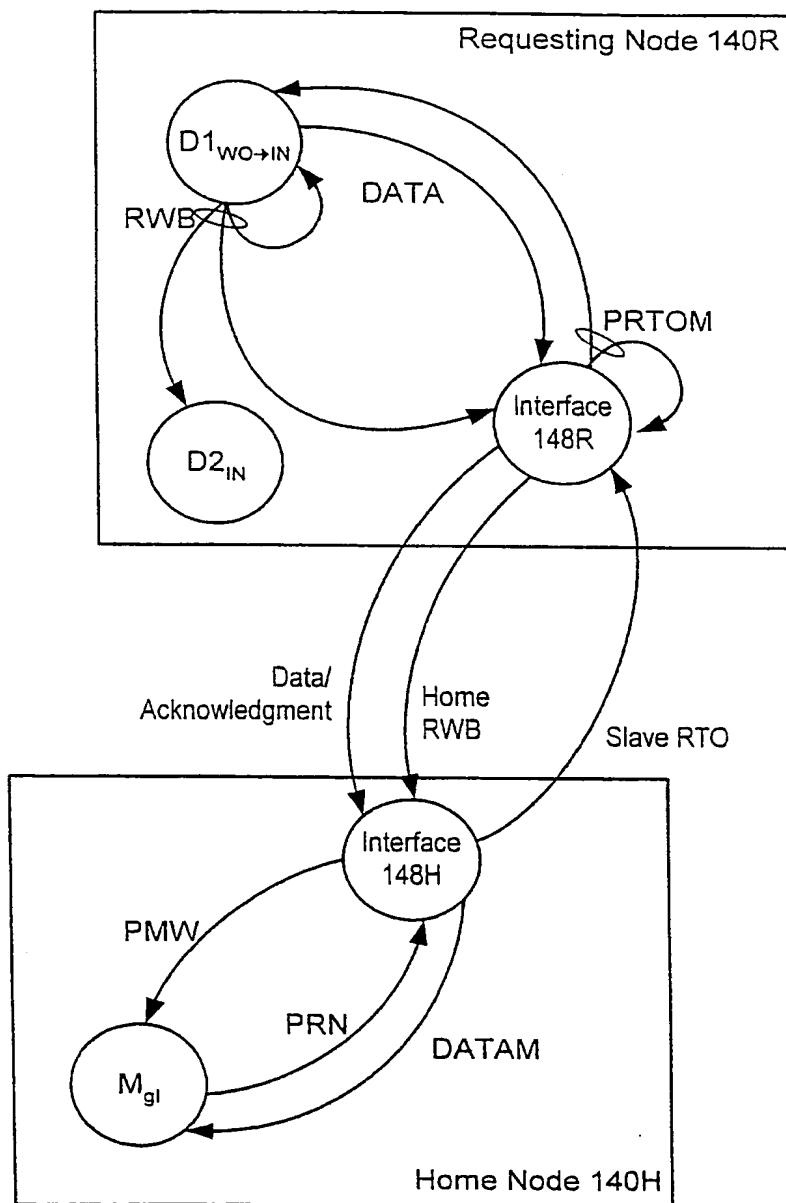 Requesting Node 140R
D1WO→IN
DATA
RWB
PRTOM
Interface
148R
D2IN
Data/
Acknowledgment
Home
RWB
Slave RTO
Interface
148H
PMW
PRN
DATAM
MgI
Home Node 140H